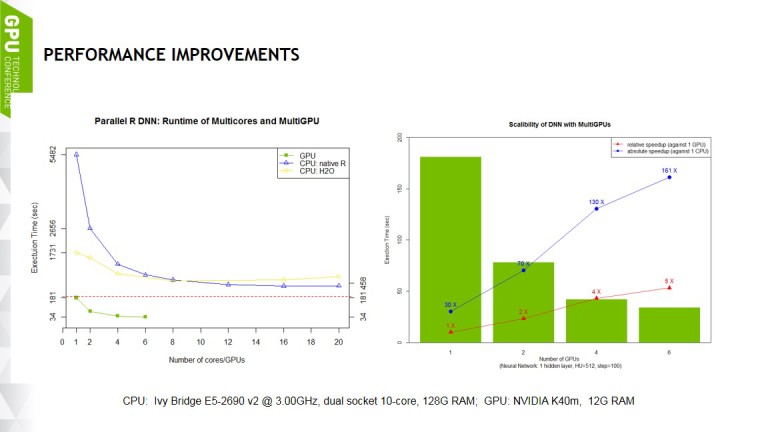 GPU TECHNOLOGY
CONFERENCE
PERFORMANCE IMPROVEMENTS
Parallel R DNN: Runtime of Multicores and MultiGPU
GPU
CPU: native R
CPU: H2O
Exectuion Time (sec)
5482
2656
1731
181
34
181 458
34
0 1 2 4 6 8 10 12 14 16 18 20
Number of cores/GPUs
Scalibility of DNN with MultiGPUs
relative speedup (against 1 GPU)
absolute speedup (against 1 CPU)
Exection Time (sec)
200
150
100
50
0
161 X
130 X
70 X
30 X
1 X
2 X
4 X
5 X
1 2 4 6
Number of GPUs
(Neural Network: 1 hidden layer, HU=512, step=100)
CPU: Ivy Bridge E5-2690 v2 @ 3.00GHz, dual socket 10-core, 128G RAM; GPU: NVIDIA K40m, 12G RAM